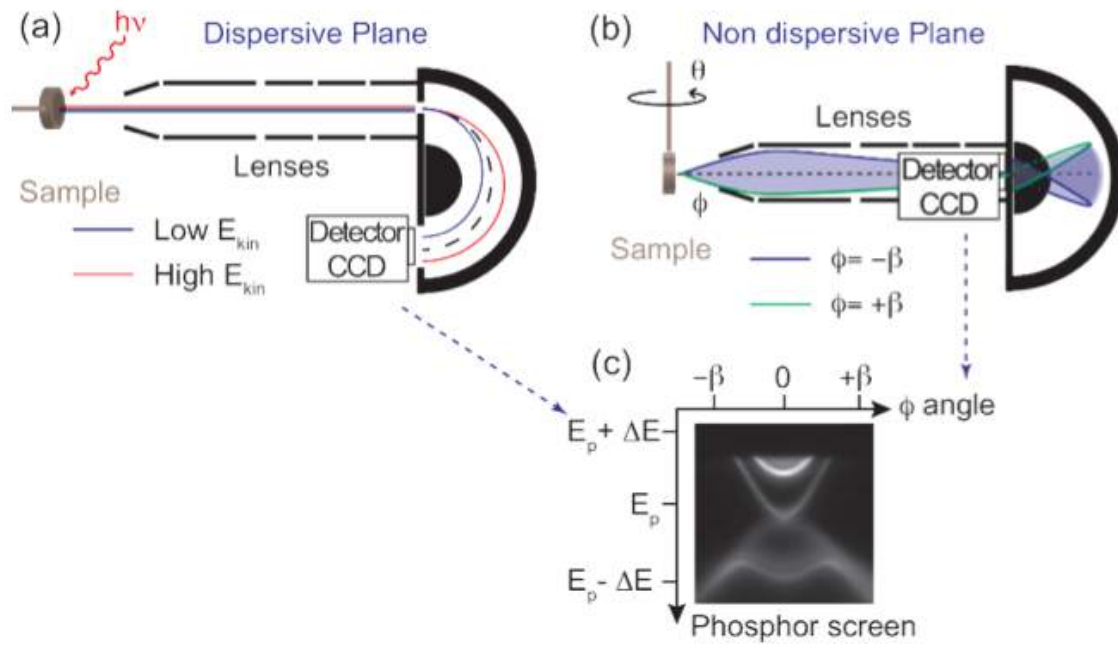 (a)
hν
Dispersive Plane
Lenses
Sample
Low E_kin
High E_kin
Detector
CCD
(b)
Non dispersive Plane
θ
Lenses
Detector
CCD
ϕ
Sample
ϕ= −β
ϕ= +β
(c)
−β 0 +β
ϕ angle
E_p+ ΔE
E_p
E_p- ΔE
Phosphor screen